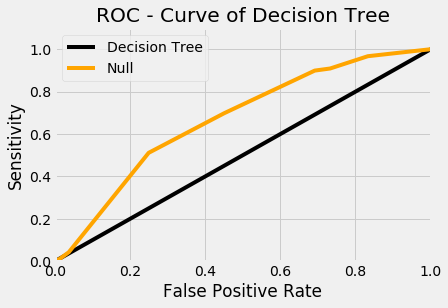 ROC - Curve of Decision Tree
Decision Tree
Null
Sensitivity
1.0
0.8
0.6
0.4
0.2
0.0
0.0 0.2 0.4 0.6 0.8 1.0
False Positive Rate